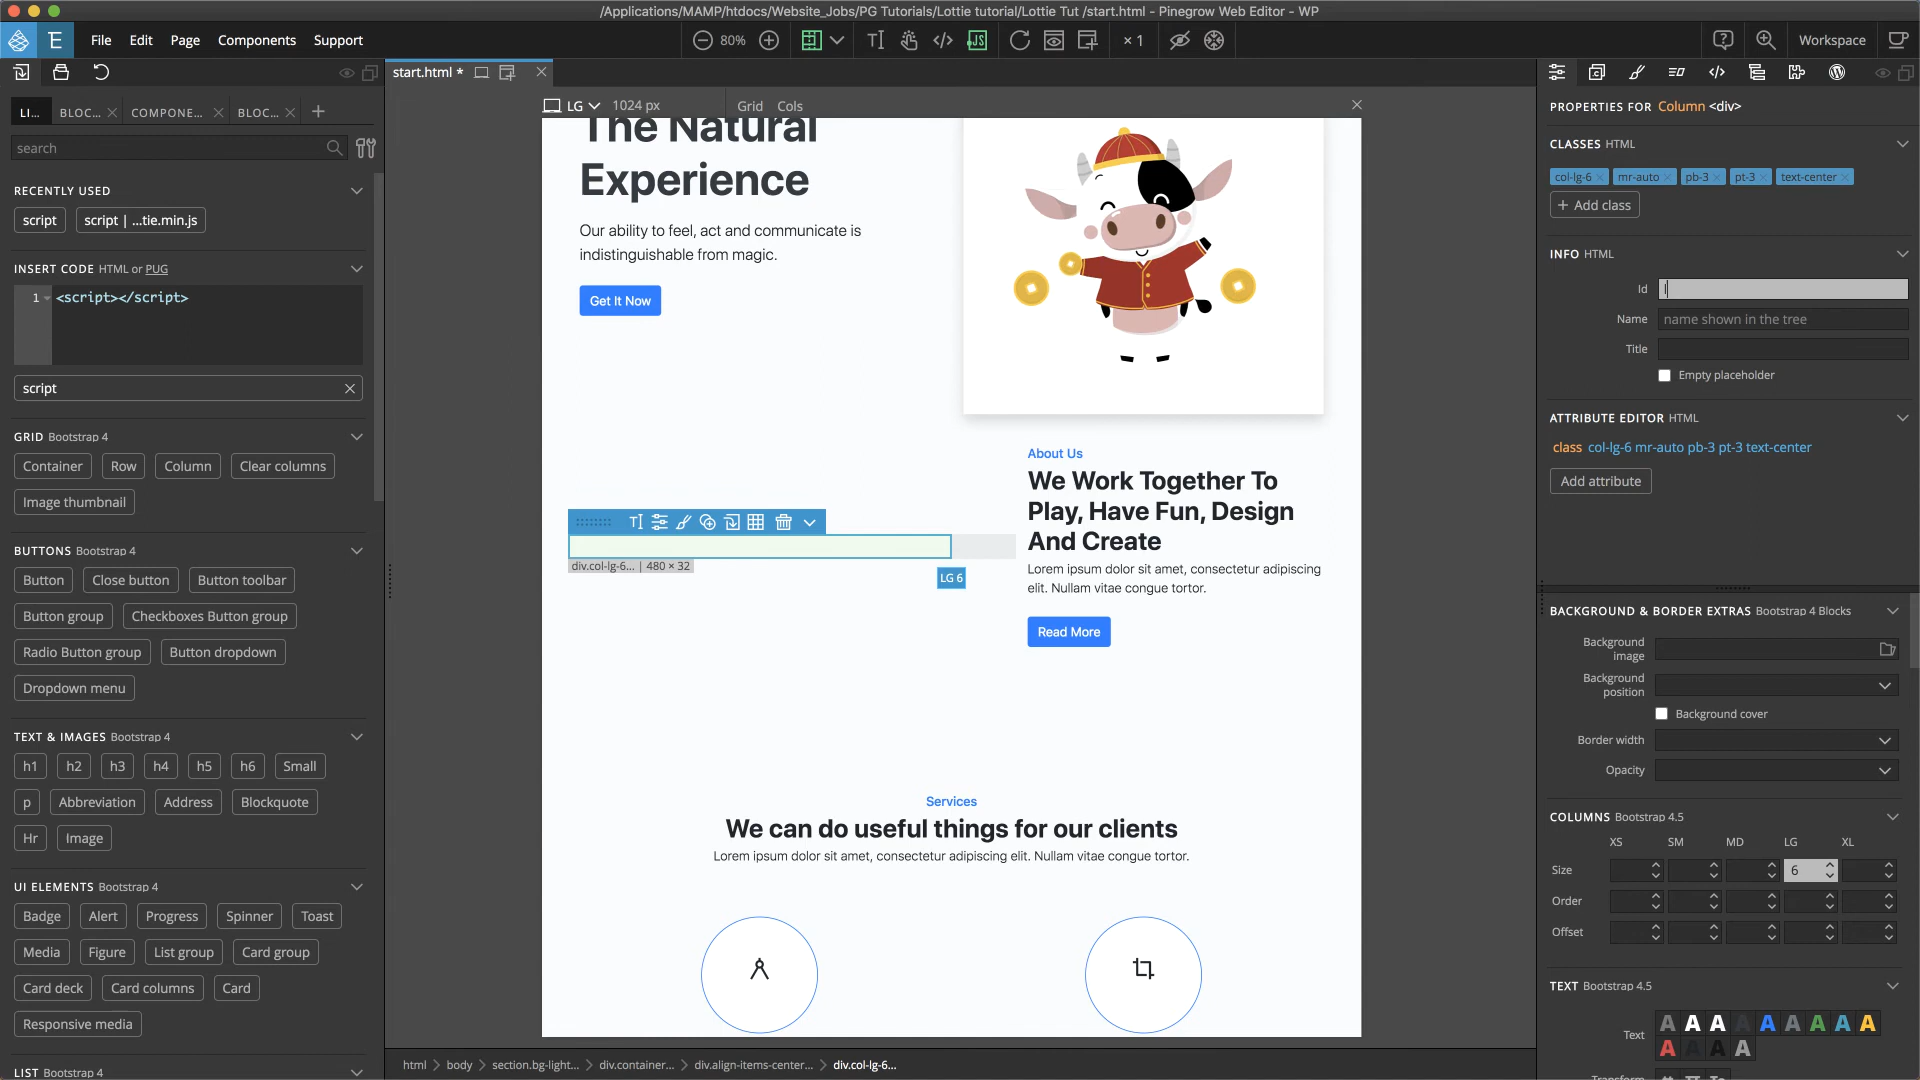 /Applications/MAMP/htdocs/Website_Jobs/PG Tutorials/Lottie tutorial/Lottie Tut /start.html - Pinegrow Web Editor - WP
E File Edit Page Components Support
80% × 1
Workspace
start.html *
LI... BLOC... COMPONE... BLOC...
search
RECENTLY USED
script script | ...tie.min.js
INSERT CODE HTML or PUG
1 <script></script>
script
GRID Bootstrap 4
Container Row Column Clear columns
Image thumbnail
BUTTONS Bootstrap 4
Button Close button Button toolbar
Button group Checkboxes Button group
Radio Button group Button dropdown
Dropdown menu
TEXT & IMAGES Bootstrap 4
h1 h2 h3 h4 h5 h6 Small
p Abbreviation Address Blockquote
Hr Image
UI ELEMENTS Bootstrap 4
Badge Alert Progress Spinner Toast
Media Figure List group Card group
Card deck Card columns Card
Responsive media
LIST Bootstrap 4
LG 1024 px Grid Cols
The Natural
Experience
Our ability to feel, act and communicate is
indistinguishable from magic.
Get It Now
About Us
We Work Together To
Play, Have Fun, Design
And Create
Lorem ipsum dolor sit amet, consectetur adipiscing
elit. Nullam vitae congue tortor.
Read More
div.col-lg-6... | 480 × 32
LG 6
Services
We can do useful things for our clients
Lorem ipsum dolor sit amet, consectetur adipiscing elit. Nullam vitae congue tortor.
html body section.bg-light... div.container... div.align-items-center... div.col-lg-6...
PROPERTIES FOR Column <div>
CLASSES HTML
col-lg-6 mr-auto pb-3 pt-3 text-center
+ Add class
INFO HTML
Id l
Name name shown in the tree
Title
Empty placeholder
ATTRIBUTE EDITOR HTML
class col-lg-6 mr-auto pb-3 pt-3 text-center
Add attribute
BACKGROUND & BORDER EXTRAS Bootstrap 4 Blocks
Background
image
Background
position
Background cover
Border width
Opacity
COLUMNS Bootstrap 4.5
XS SM MD LG XL
Size 6
Order
Offset
TEXT Bootstrap 4.5
Text A A A A A A A A A
A A A A
Transform